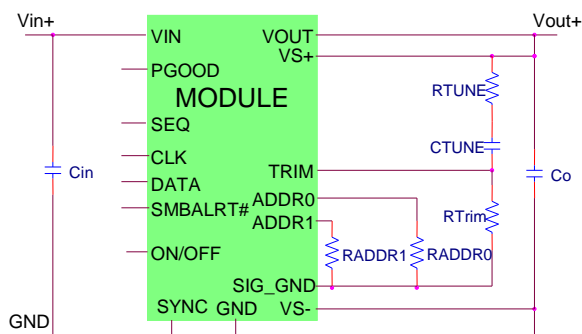 Vin+
VIN
VOUT
Vout+
VS+
PGOOD
RTUNE
MODULE
SEQ
CTUNE
CLK
TRIM
Cin
DATA
Co
ADDR0
SMBALRT#
RTrim
ADDR1
ON/OFF
RADDR1
RADDR0
SIG_GND
GND
SYNC
GND
VS-